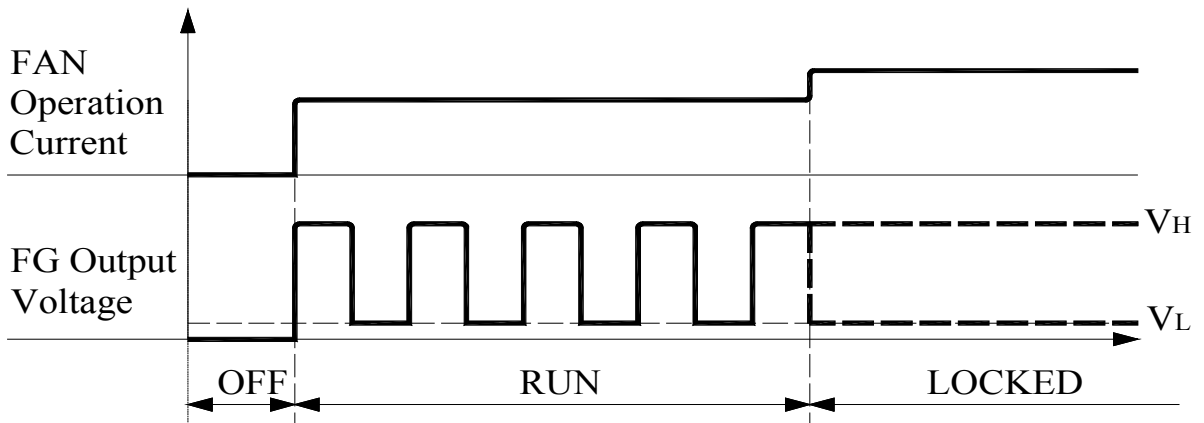 FAN
Operation
Current
FG Output
Voltage
VH
VL
OFF
RUN
LOCKED